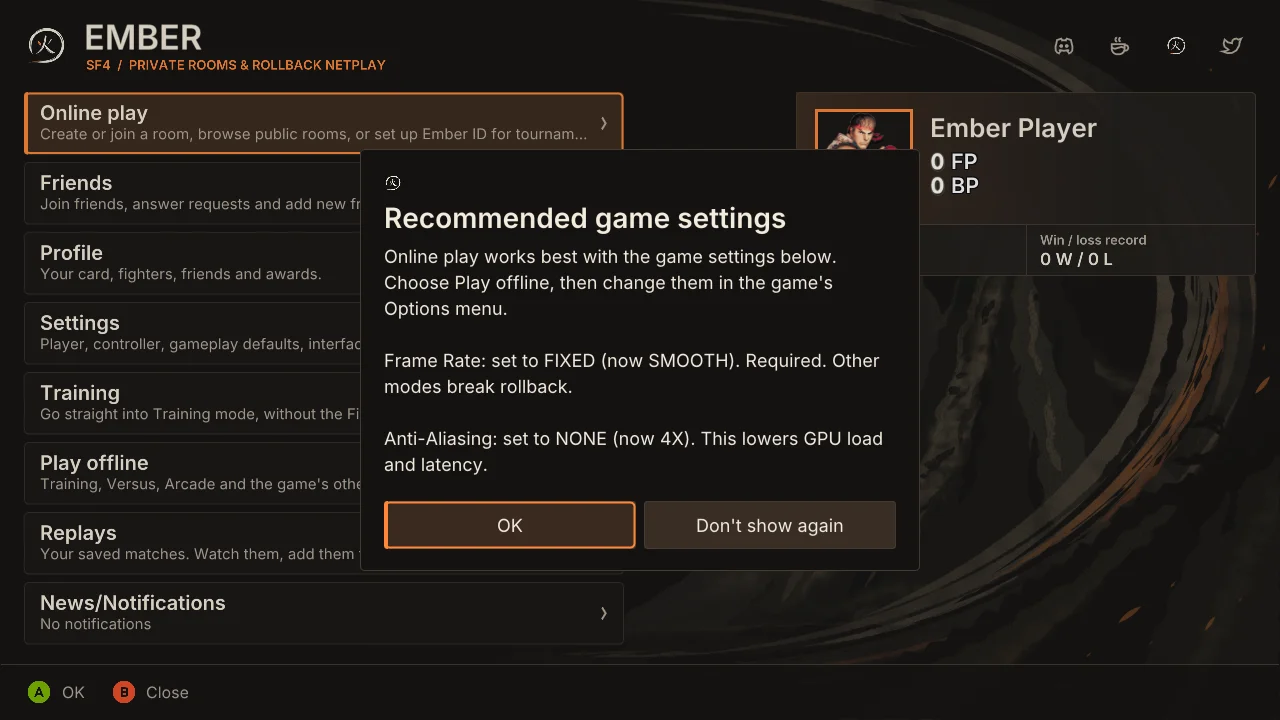 EMBER
SF4 / PRIVATE ROOMS & ROLLBACK NETPLAY
Online play
Create or join a room, browse public rooms, or set up Ember ID for tournam...
Friends
Join friends, answer requests and add new fr
Profile
Your card, fighters, friends and awards.
Settings
Player, controller, gameplay defaults, interfac
Training
Go straight into Training mode, without the Fi
Play offline
Training, Versus, Arcade and the game's othe
Replays
Your saved matches. Watch them, add them
News/Notifications
No notifications
Ember Player
0 FP
0 BP
Win / loss record
0 W / 0 L
火
Recommended game settings
Online play works best with the game settings below.
Choose Play offline, then change them in the game's
Options menu.
Frame Rate: set to FIXED (now SMOOTH). Required. Other
modes break rollback.
Anti-Aliasing: set to NONE (now 4X). This lowers GPU load
and latency.
OK
Don't show again
A OK
B Close